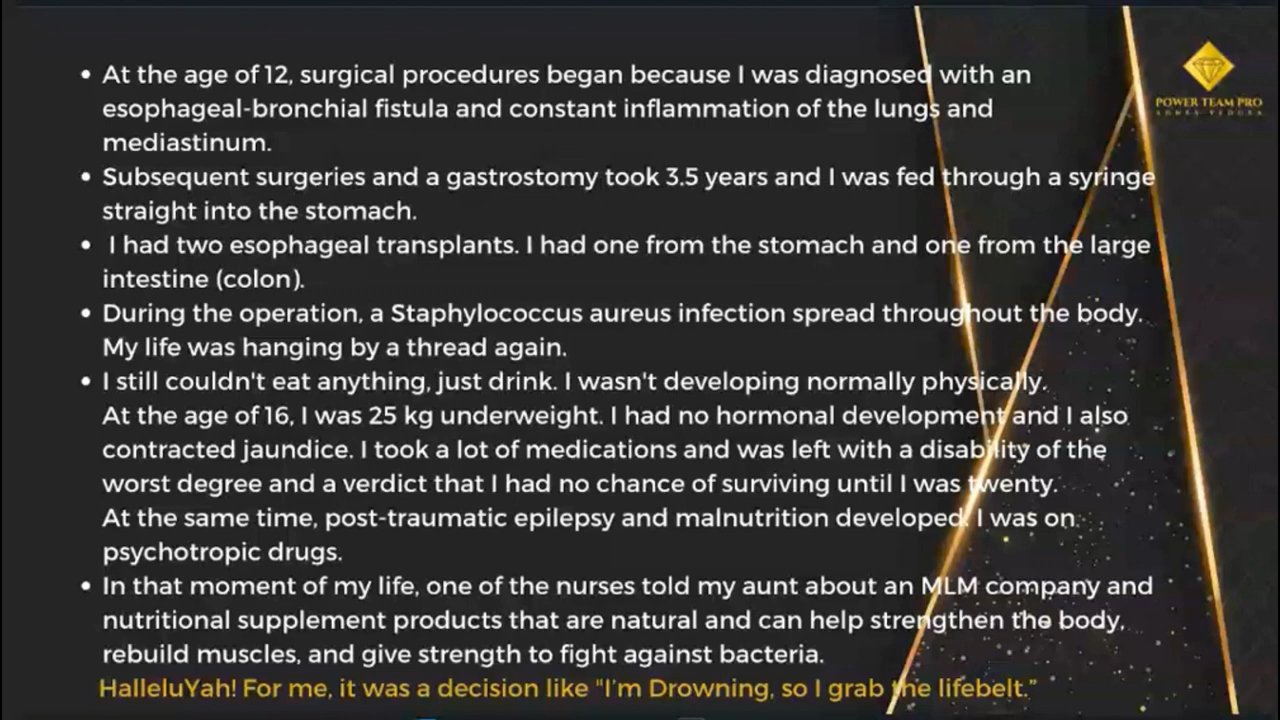 • At the age of 12, surgical procedures began because I was diagnosed with an
esophageal-bronchial fistula and constant inflammation of the lungs and
mediastinum.
• Subsequent surgeries and a gastrostomy took 3.5 years and I was fed through a syringe
straight into the stomach.
• I had two esophageal transplants. I had one from the stomach and one from the large
intestine (colon).
• During the operation, a Staphylococcus aureus infection spread throughout the body.
My life was hanging by a thread again.
• I still couldn't eat anything, just drink. I wasn't developing normally physically.
At the age of 16, I was 25 kg underweight. I had no hormonal development and I also
contracted jaundice. I took a lot of medications and was left with a disability of the
worst degree and a verdict that I had no chance of surviving until I was twenty.
At the same time, post-traumatic epilepsy and malnutrition developed. I was on
psychotropic drugs.
• In that moment of my life, one of the nurses told my aunt about an MLM company and
nutritional supplement products that are natural and can help strengthen the body,
rebuild muscles, and give strength to fight against bacteria.
HalleluYah! For me, it was a decision like "I'm Drowning, so I grab the lifebelt."
POWER TEAM PRO